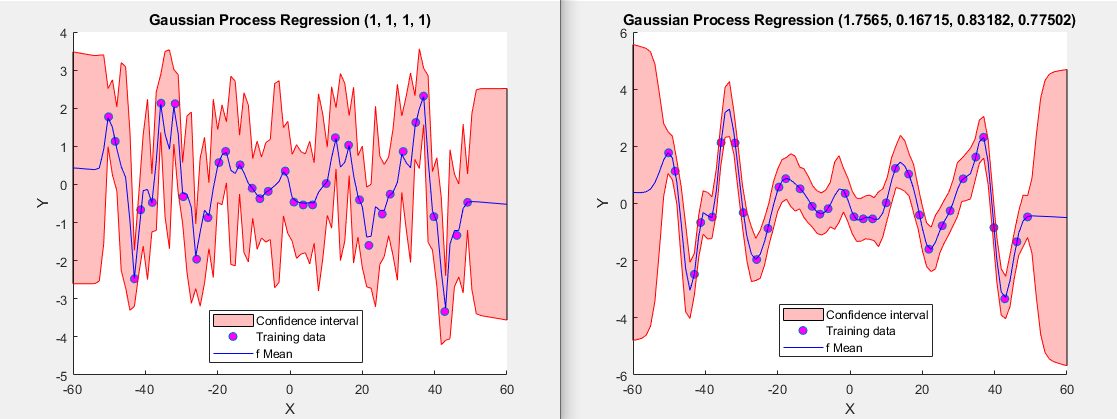 Gaussian Process Regression (1, 1, 1, 1)
4
3
2
1
0
-1
-2
-3
-4
-5
Y
-60 -40 -20 0 20 40 60
X
Confidence interval
Training data
f Mean
Gaussian Process Regression (1.7565, 0.16715, 0.83182, 0.77502)
6
4
2
0
-2
-4
-6
Y
-60 -40 -20 0 20 40 60
X
Confidence interval
Training data
f Mean